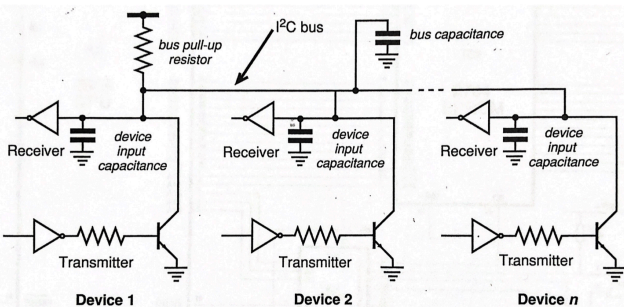 I²C bus
bus pull-up
resistor
bus capacitance
Receiver
device
input
capacitance
Receiver
device
input
capacitance
Receiver
device
input
capacitance
Transmitter
Transmitter
Transmitter
Device 1
Device 2
Device n